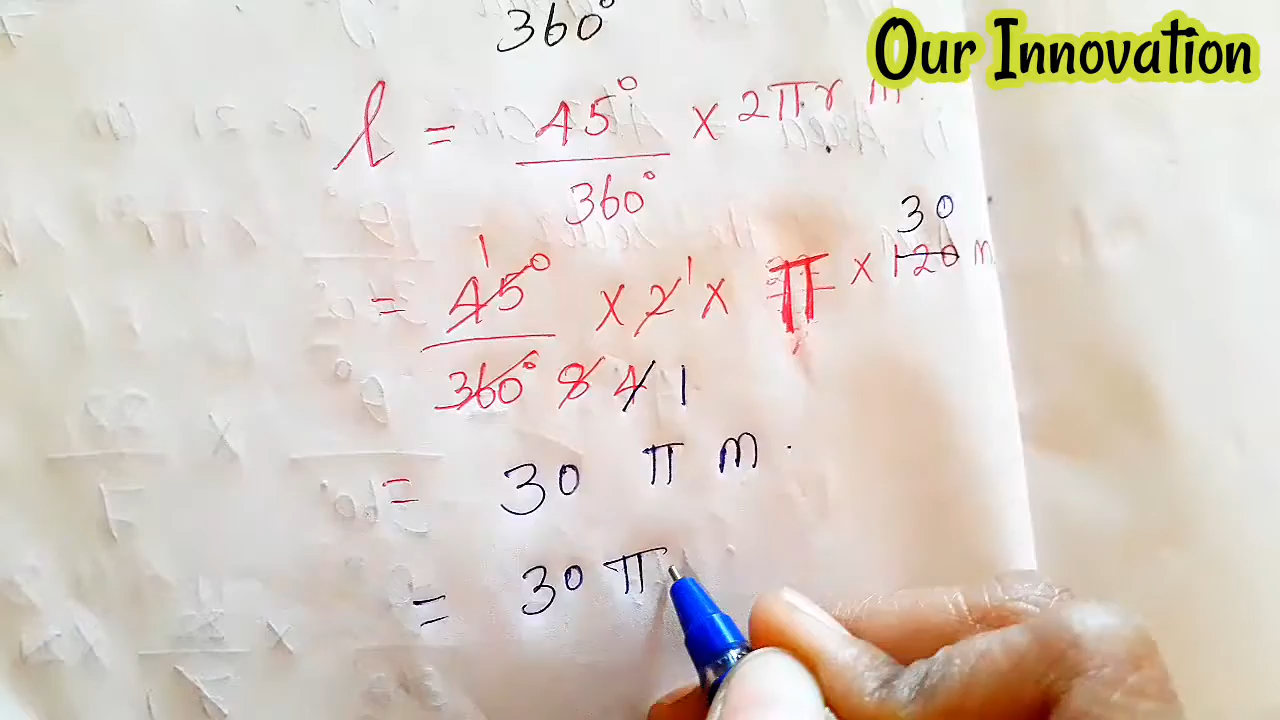 Our Innovation
360°
l = 45° × 2πr m.
360°
30
= 45° × 2 1 × π × 120 m
1
360° 8 4 1
= 30 π m.
= 30 π